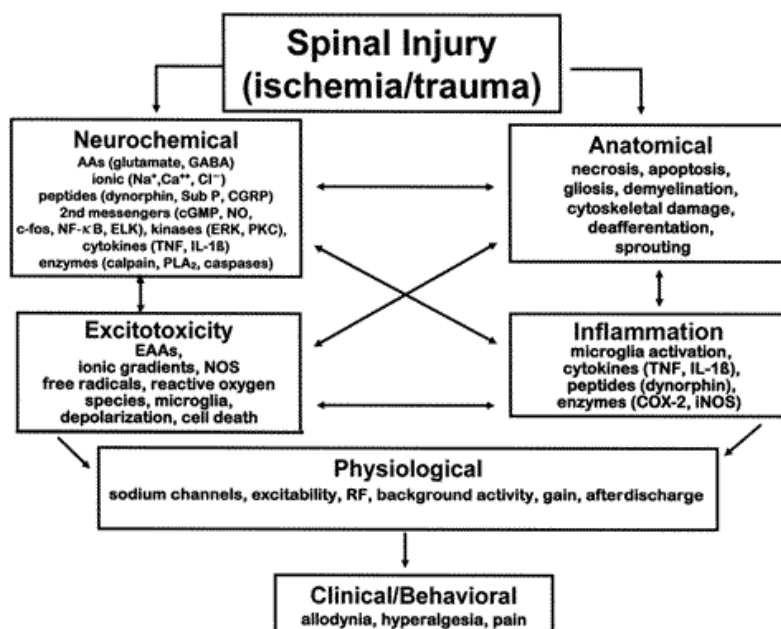 Spinal Injury
(ischemia/trauma)
Neurochemical
AAs (glutamate, GABA)
ionic (Na⁺,Ca⁺⁺, Cl⁻)
peptides (dynorphin, Sub P, CGRP)
2nd messengers (cGMP, NO,
c-fos, NF-κB, ELK), kinases (ERK, PKC),
cytokines (TNF, IL-1ß)
enzymes (calpain, PLA₂, caspases)
Anatomical
necrosis, apoptosis,
gliosis, demyelination,
cytoskeletal damage,
deafferentation,
sprouting
Excitotoxicity
EAAs,
ionic gradients, NOS
free radicals, reactive oxygen
species, microglia,
depolarization, cell death
Inflammation
microglia activation,
cytokines (TNF, IL-1ß),
peptides (dynorphin),
enzymes (COX-2, iNOS)
Physiological
sodium channels, excitability, RF, background activity, gain, afterdischarge
Clinical/Behavioral
allodynia, hyperalgesia, pain